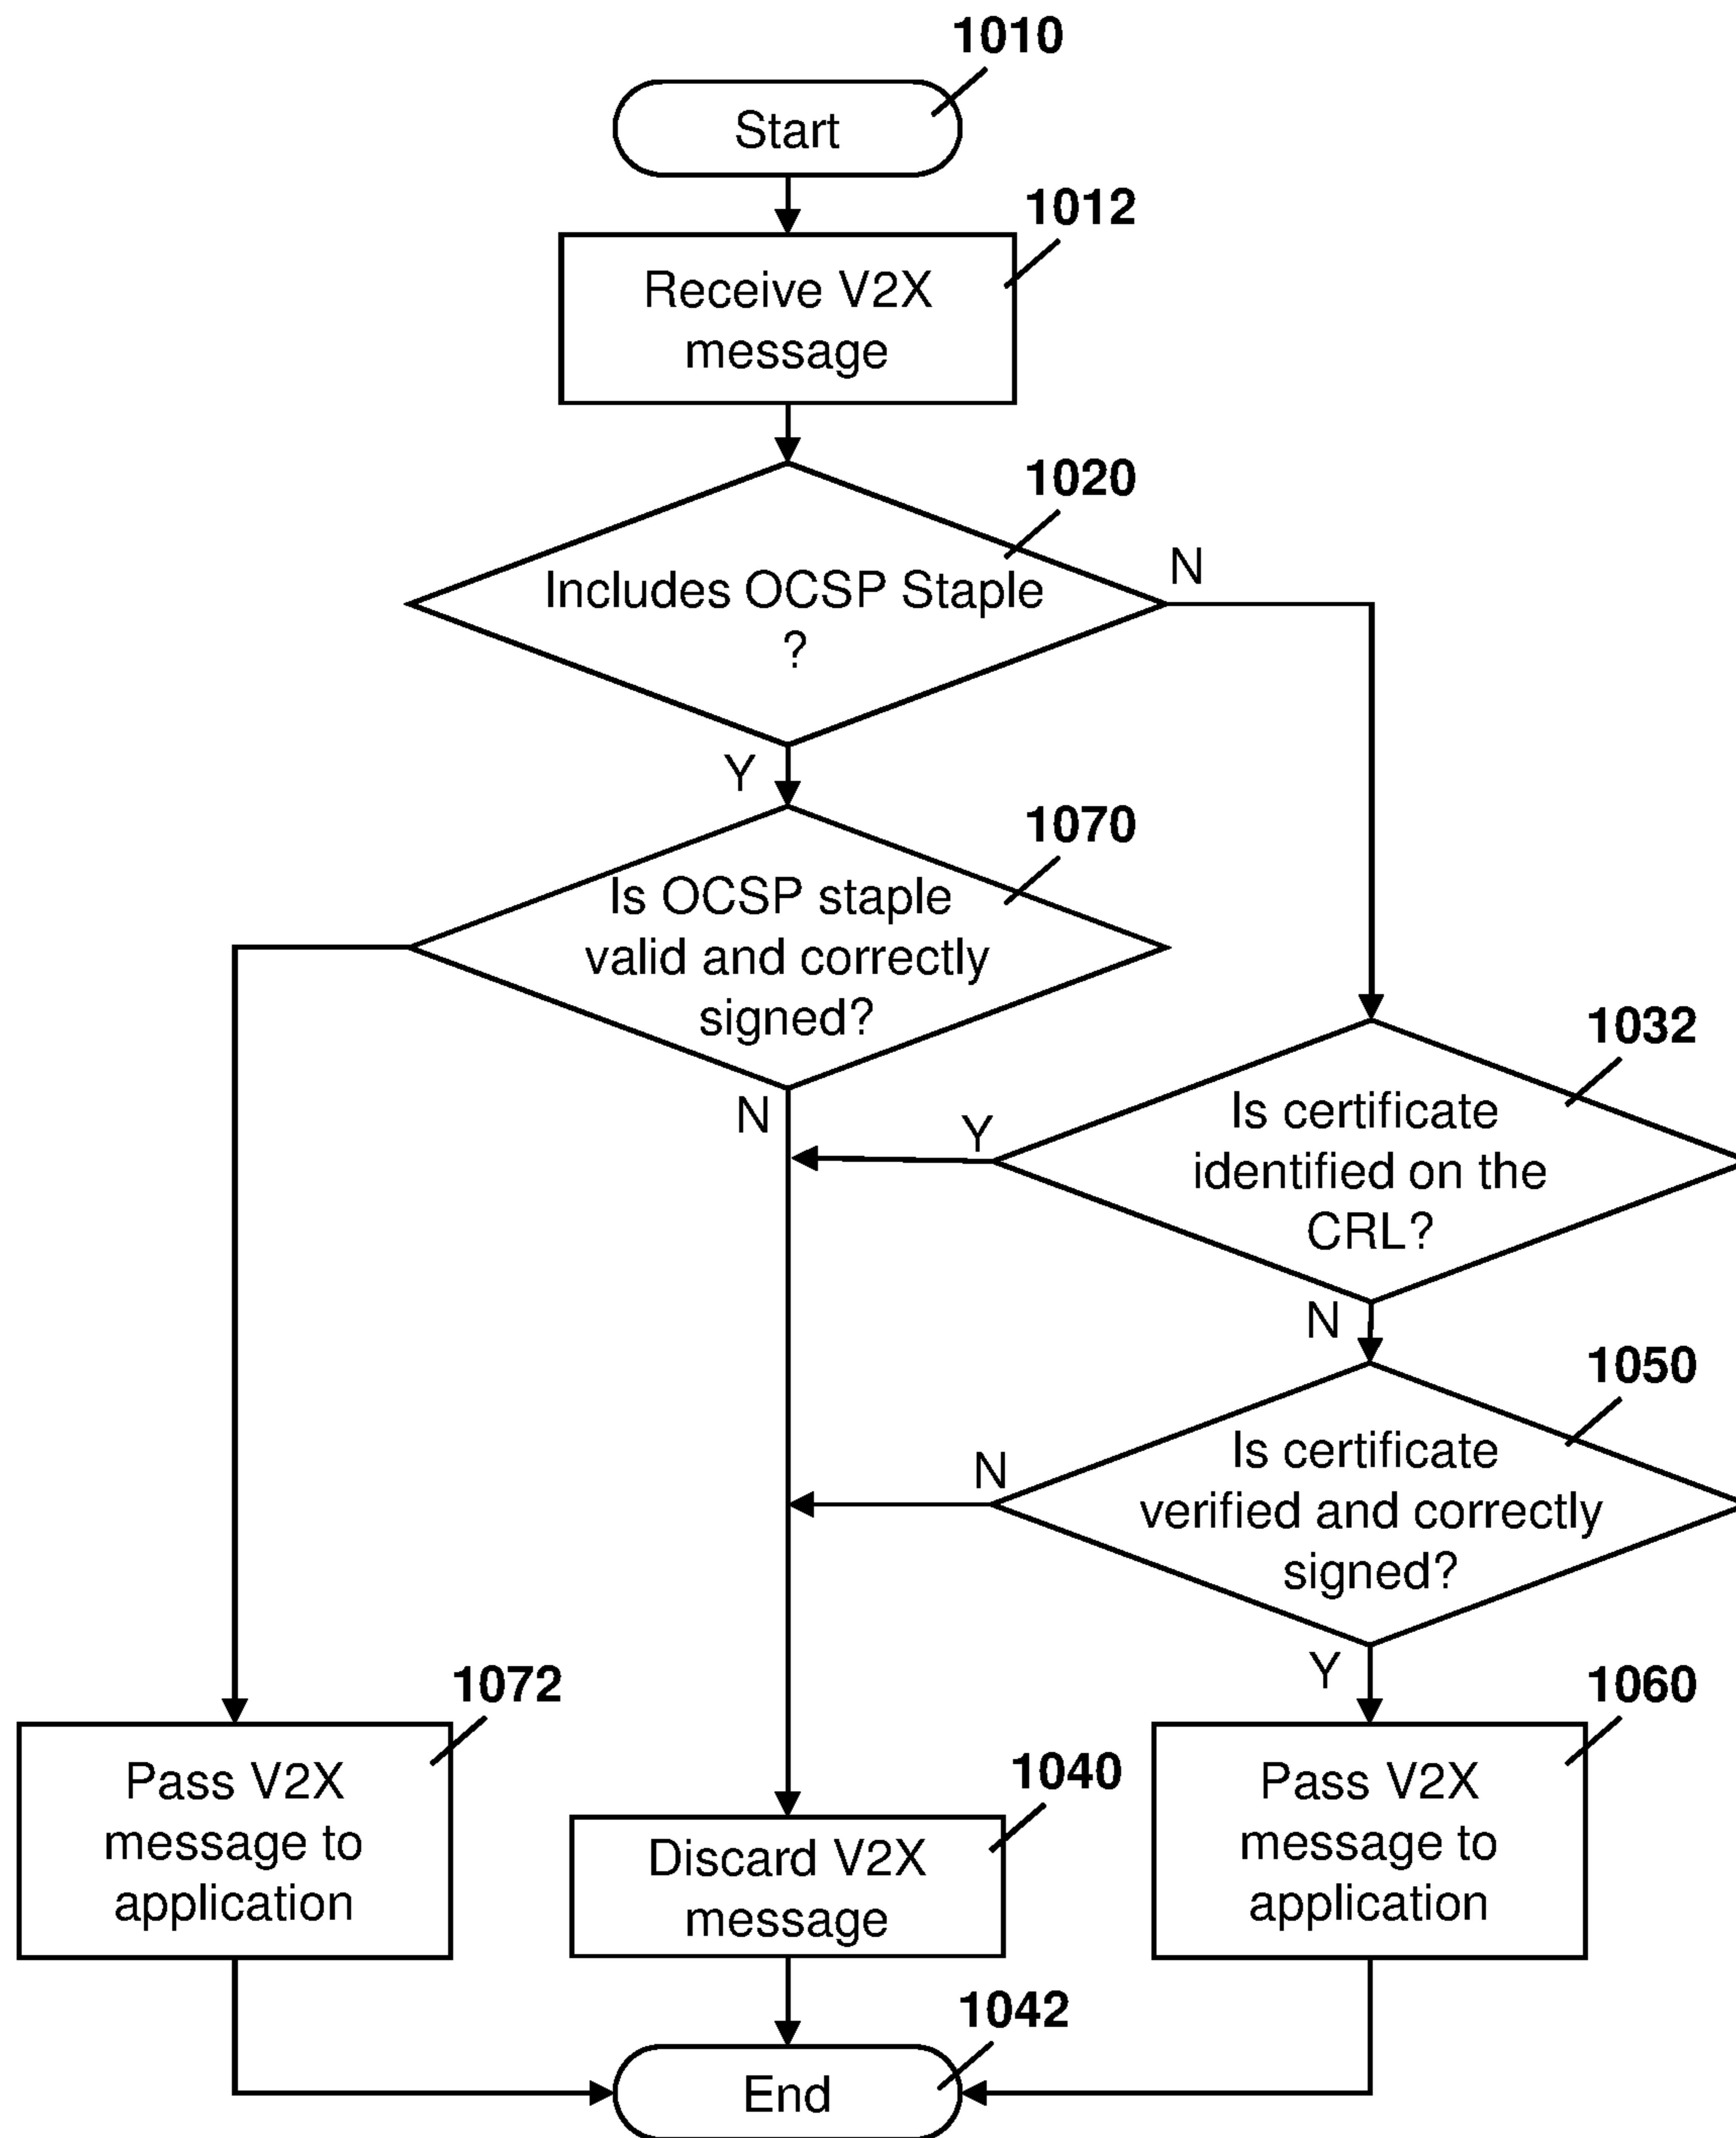 1010
Start
1012
Receive V2X
message
1020
Includes OCSP Staple
?
N
Y
1070
Is OCSP staple
valid and correctly
signed?
N
1032
Is certificate
identified on the
CRL?
Y
N
1050
Is certificate
verified and correctly
signed?
N
Y
1072
Pass V2X
message to
application
1040
Discard V2X
message
1060
Pass V2X
message to
application
1042
End